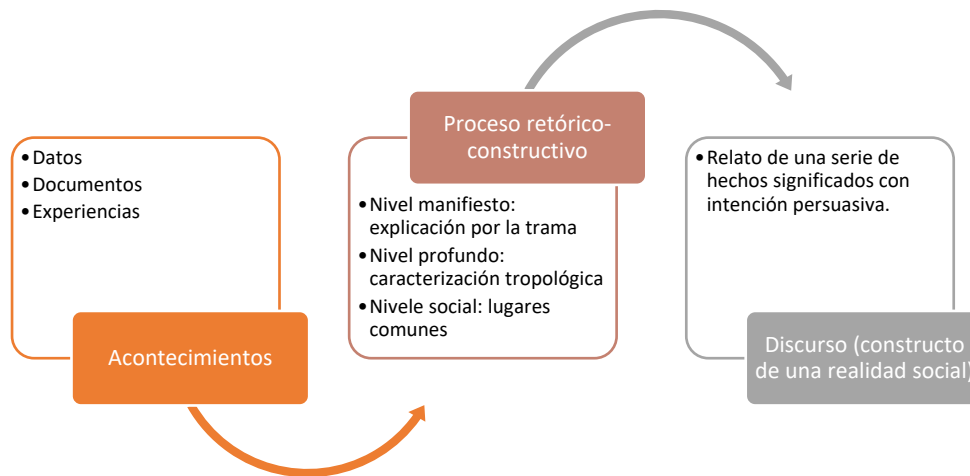 • Datos
• Documentos
• Experiencias
Acontecimientos
Proceso retórico-
constructivo
• Nivel manifiesto:
explicación por la trama
• Nivel profundo:
caracterización tropológica
• Nivele social: lugares
comunes
• Relato de una serie de
hechos significados con
intención persuasiva.
Discurso (constructo
de una realidad social)